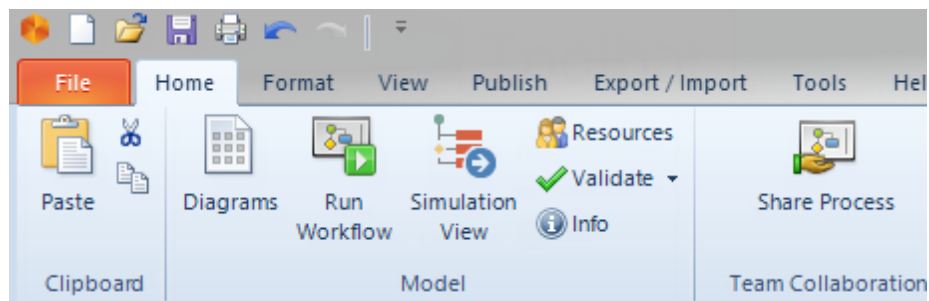 File Home Format View Publish Export / Import Tools Hel
Paste
Diagrams
Run
Workflow
Simulation
View
Resources
Validate
Info
Share Process
Clipboard Model Team Collaboration